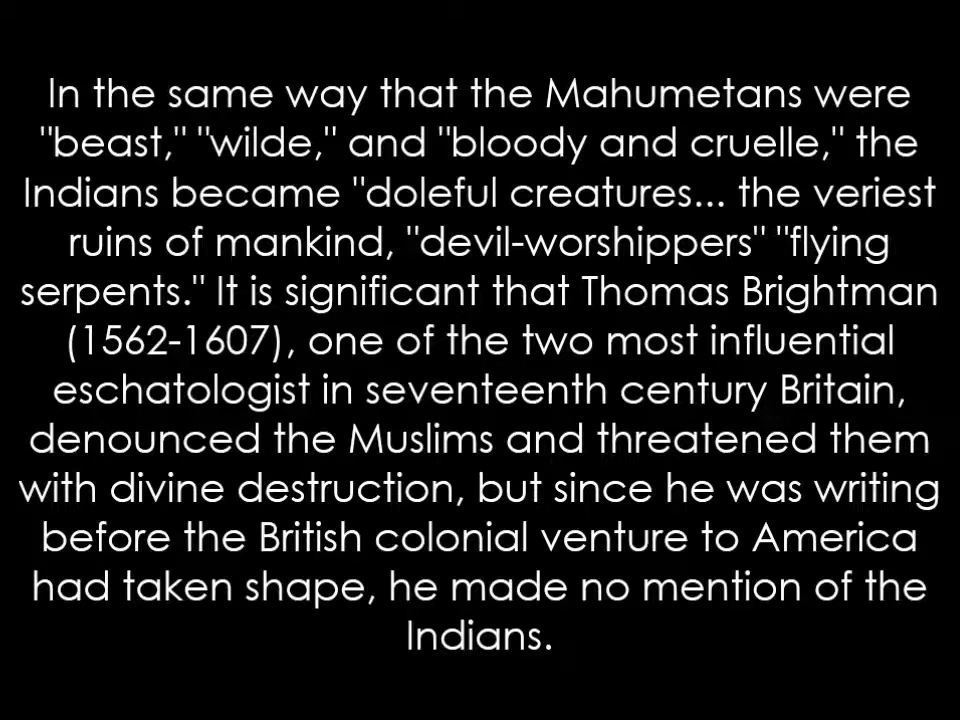 In the same way that the Mahumetans were
"beast," "wilde," and "bloody and cruelle," the
Indians became "doleful creatures... the veriest
ruins of mankind, "devil-worshippers" "flying
serpents." It is significant that Thomas Brightman
(1562-1607), one of the two most influential
eschatologist in seventeenth century Britain,
denounced the Muslims and threatened them
with divine destruction, but since he was writing
before the British colonial venture to America
had taken shape, he made no mention of the
Indians.